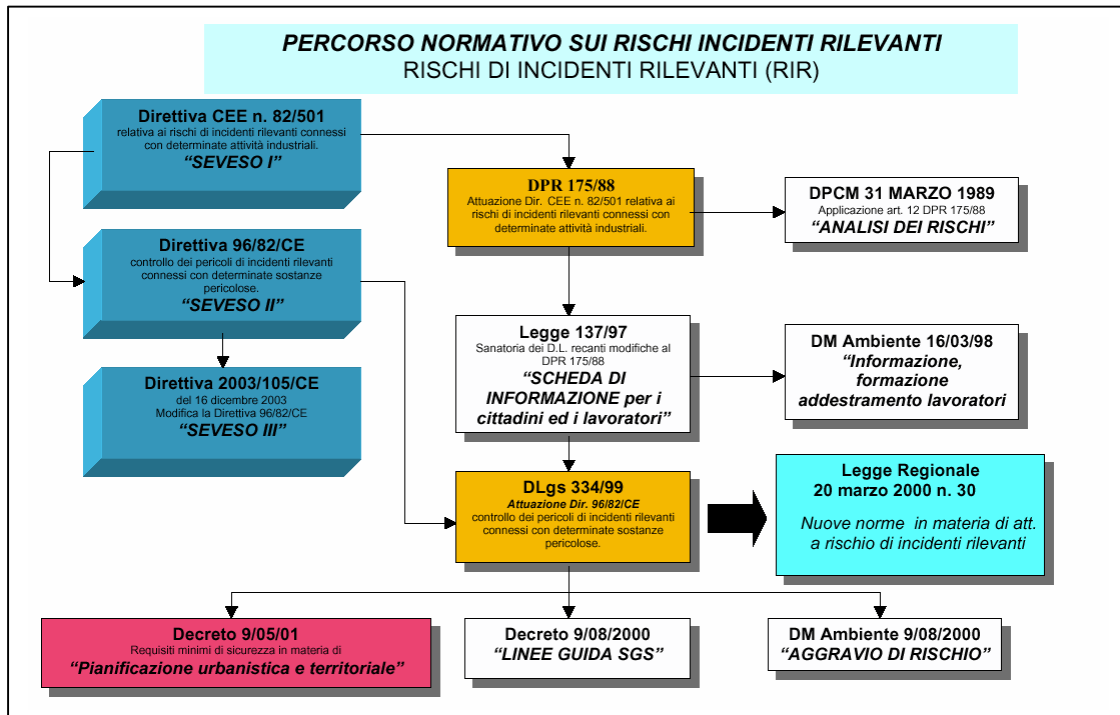 PERCORSO NORMATIVO SUI RISCHI INCIDENTI RILEVANTI
RISCHI DI INCIDENTI RILEVANTI (RIR)
Direttiva CEE n. 82/501
relativa ai rischi di incidenti rilevanti connessi
con determinate attività industriali.
“SEVESO I”
DPR 175/88
Attuazione Dir. CEE n. 82/501 relativa ai
rischi di incidenti rilevanti connessi con
determinate attività industriali.
DPCM 31 MARZO 1989
Applicazione art. 12 DPR 175/88
“ANALISI DEI RISCHI”
Direttiva 96/82/CE
controllo dei pericoli di incidenti rilevanti
connessi con determinate sostanze
pericolose.
“SEVESO II”
Legge 137/97
Sanatoria dei D.L. recanti modifiche al
DPR 175/88
“SCHEDA DI
INFORMAZIONE per i
cittadini ed i lavoratori”
DM Ambiente 16/03/98
“Informazione,
formazione
addestramento lavoratori
Direttiva 2003/105/CE
del 16 dicembre 2003
Modifica la Direttiva 96/82/CE
“SEVESO III”
DLgs 334/99
Attuazione Dir. 96/82/CE
controllo dei pericoli di incidenti rilevanti
connessi con determinate sostanze
pericolose.
Legge Regionale
20 marzo 2000 n. 30
Nuove norme in materia di att.
a rischio di incidenti rilevanti
Decreto 9/05/01
Requisiti minimi di sicurezza in materia di
“Pianificazione urbanistica e territoriale”
Decreto 9/08/2000
“LINEE GUIDA SGS”
DM Ambiente 9/08/2000
“AGGRAVIO DI RISCHIO”